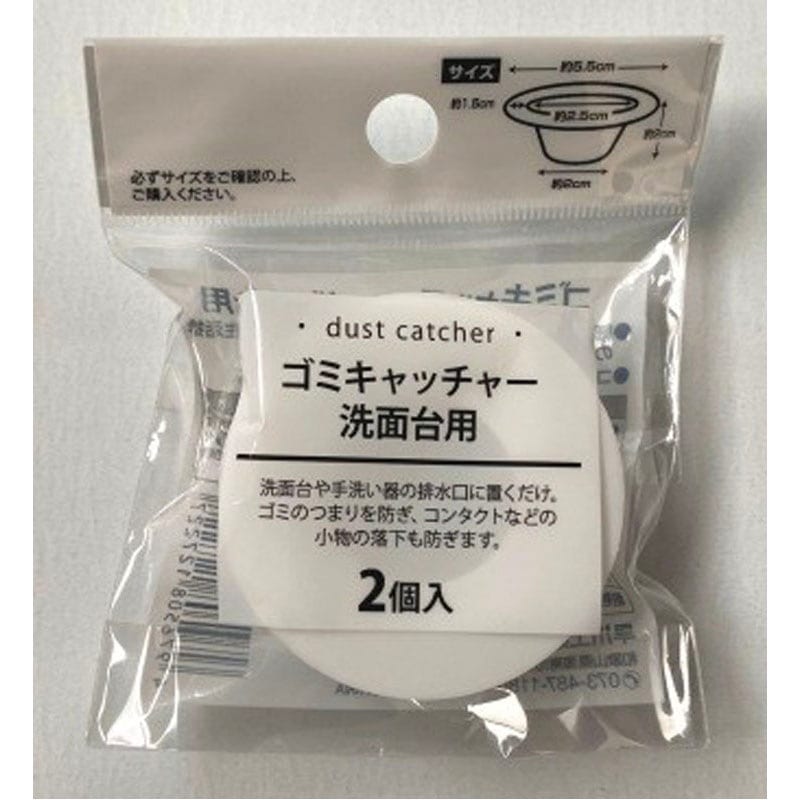 サイズ
約5.5cm
約1.5cm
約2.5cm
約2cm
約2cm
必ずサイズをご確認の上、
ご購入ください。
・ dust catcher ・
ゴミキャッチャー
洗面台用
洗面台や手洗い器の排水口に置くだけ。
ゴミのつまりを防ぎ、コンタクトなどの
小物の落下も防ぎます。
2個入